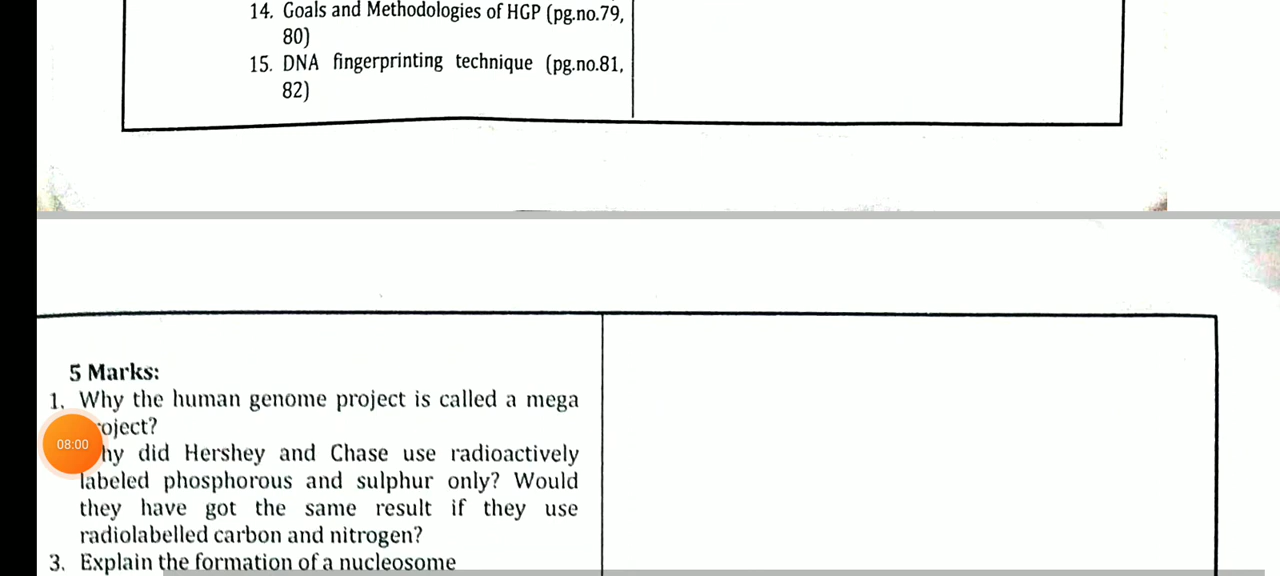 14. Goals and Methodologies of HGP (pg.no.79,
80)
15. DNA fingerprinting technique (pg.no.81,
82)
5 Marks:
1. Why the human genome project is called a mega
oject?
hy did Hershey and Chase use radioactively
labeled phosphorous and sulphur only? Would
they have got the same result if they use
radiolabelled carbon and nitrogen?
3. Explain the formation of a nucleosome
08:00